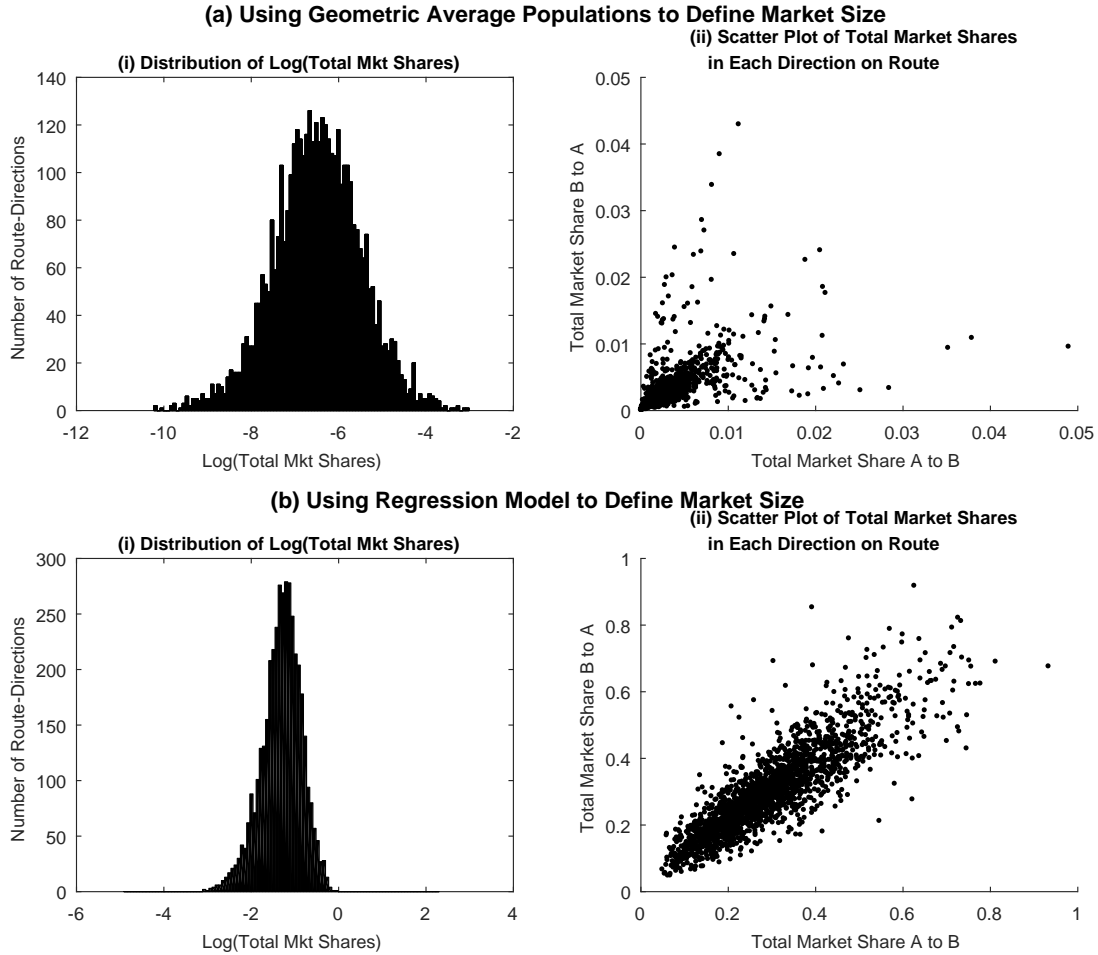 (a) Using Geometric Average Populations to Define Market Size
(i) Distribution of Log(Total Mkt Shares)
140
120
100
80
60
40
20
0
-12 -10 -8 -6 -4 -2
Number of Route-Directions
Log(Total Mkt Shares)
(ii) Scatter Plot of Total Market Shares
in Each Direction on Route
0.05
0.04
0.03
0.02
0.01
0
0 0.01 0.02 0.03 0.04 0.05
Total Market Share B to A
Total Market Share A to B
(b) Using Regression Model to Define Market Size
(i) Distribution of Log(Total Mkt Shares)
300
250
200
150
100
50
0
-6 -4 -2 0 2 4
Number of Route-Directions
Log(Total Mkt Shares)
(ii) Scatter Plot of Total Market Shares
in Each Direction on Route
1
0.8
0.6
0.4
0.2
0
0 0.2 0.4 0.6 0.8 1
Total Market Share B to A
Total Market Share A to B